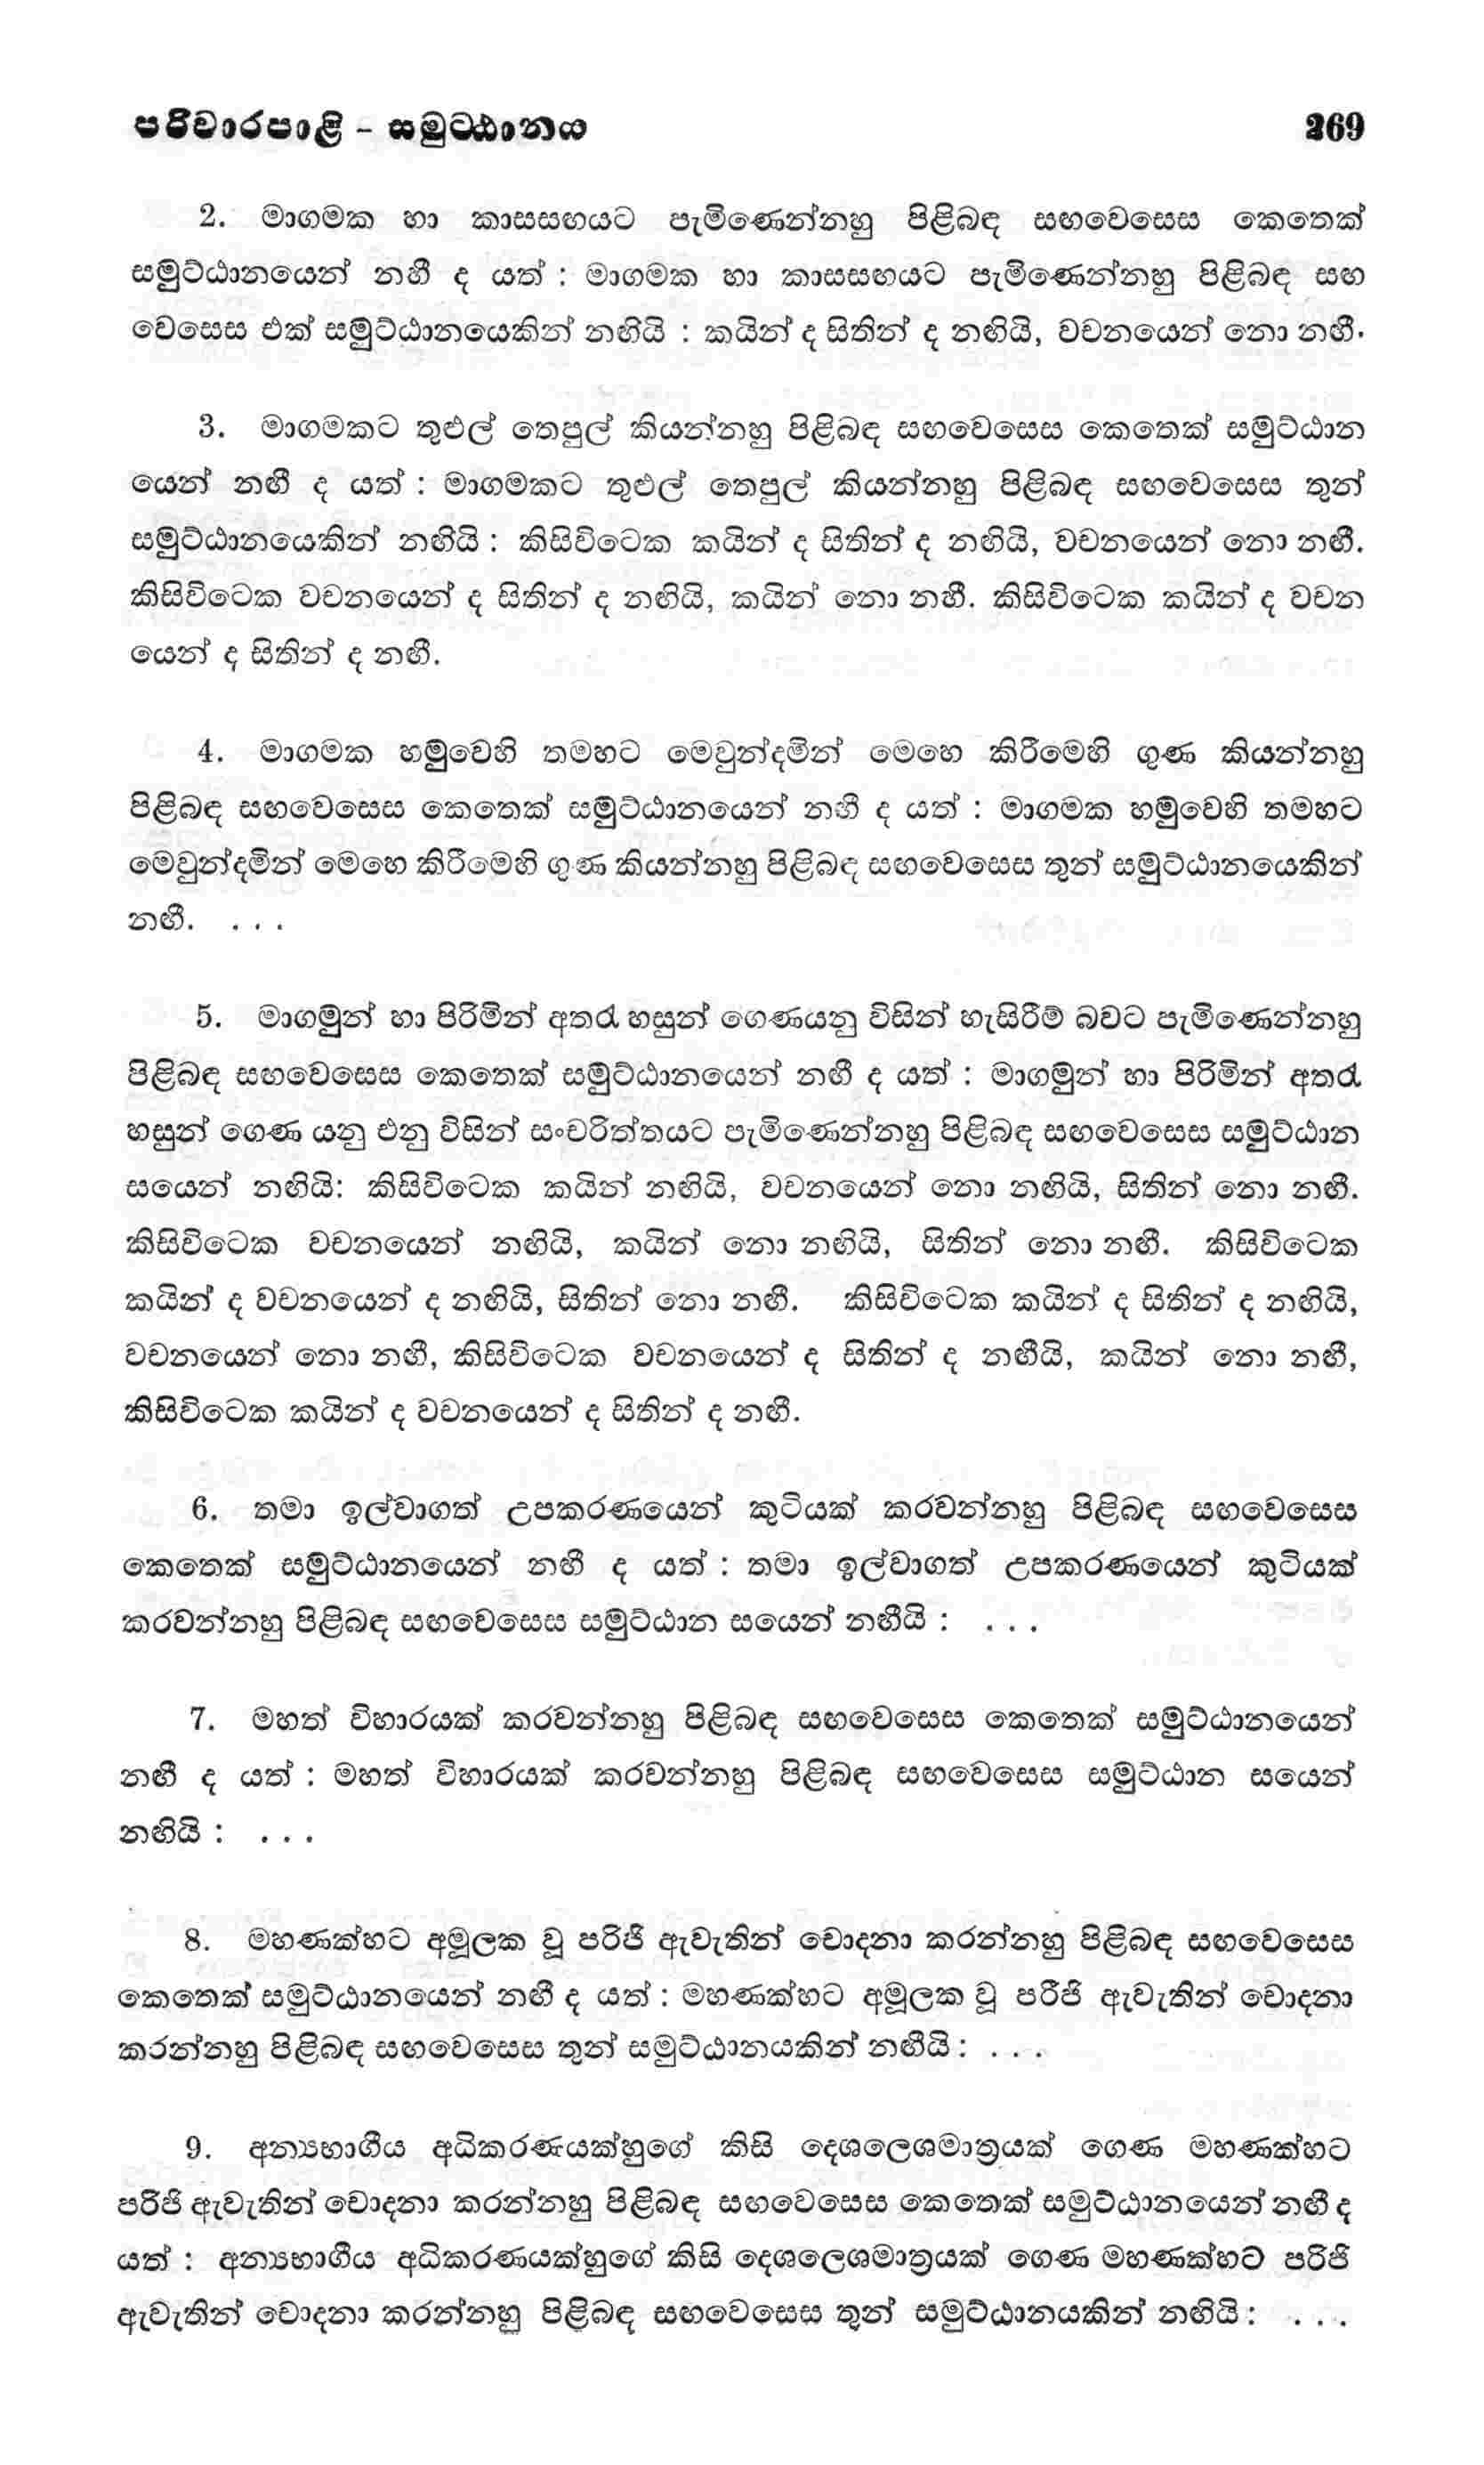 පරිවාරපාළි - සමුට්ඨානය 269
2. මාගමක හා කාසසඟයට පැමිණෙන්නහු පිළිබඳ සඟවෙසෙස කෙතෙක්
සමුට්ඨානයෙන් නඟී ද යත් : මාගමක හා කාසසඟයට පැමිණෙන්නහු පිළිබඳ සඟ
වෙසෙස එක් සමුට්ඨානයෙකින් නඟියි : කයින් ද සිතින් ද නඟියි, වචනයෙන් නො නඟී.
3. මාගමකට තුළුල් තෙපුල් කියන්නහු පිළිබඳ සඟවෙසෙස කෙතෙක් සමුට්ඨාන
යෙන් නඟී ද යත් : මාගමකට තුළුල් තෙපුල් කියන්නහු පිළිබඳ සඟවෙසෙස තුන්
සමුට්ඨානයෙකින් නඟියි : කිසිවිටෙක කයින් ද සිතින් ද නඟියි, වචනයෙන් නො නඟී.
කිසිවිටෙක වචනයෙන් ද සිතින් ද නඟියි, කයින් නො නඟී. කිසිවිටෙක කයින් ද වචන
යෙන් ද සිතින් ද නඟී.
4. මාගමක හමුවෙහි තමහට මෙවුන්දමින් මෙහෙ කිරීමෙහි ගුණ කියන්නහු
පිළිබඳ සඟවෙසෙස කෙතෙක් සමුට්ඨානයෙන් නඟී ද යත් : මාගමක හමුවෙහි තමහට
මෙවුන්දමින් මෙහෙ කිරීමෙහි ගුණ කියන්නහු පිළිබඳ සඟවෙසෙස තුන් සමුට්ඨානයෙකින්
නඟී. . . .
5. මාගමුන් හා පිරිමින් අතරැ හසුන් ගෙණයනු විසින් හැසිරීම් බවට පැමිණෙන්නහු
පිළිබඳ සඟවෙසෙස කෙතෙක් සමුට්ඨානයෙන් නඟී ද යත් : මාගමුන් හා පිරිමින් අතරැ
හසුන් ගෙණ යනු එනු විසින් සංචරිත්තයට පැමිණෙන්නහු පිළිබඳ සඟවෙසෙස සමුට්ඨාන
සයෙන් නඟියි: කිසිවිටෙක කයින් නඟියි, වචනයෙන් නො නඟියි, සිතින් නො නඟී.
කිසිවිටෙක වචනයෙන් නඟියි, කයින් නො නඟියි, සිතින් නො නඟී. කිසිවිටෙක
කයින් ද වචනයෙන් ද නඟියි, සිතින් නො නඟී. කිසිවිටෙක කයින් ද සිතින් ද නඟියි,
වචනයෙන් නො නඟී, කිසිවිටෙක වචනයෙන් ද සිතින් ද නඟියි, කයින් නො නඟී,
කිසිවිටෙක කයින් ද වචනයෙන් ද සිතින් ද නඟී.
6. තමා ඉල්වාගත් උපකරණයෙන් කුටියක් කරවන්නහු පිළිබඳ සඟවෙසෙස
කෙතෙක් සමුට්ඨානයෙන් නඟී ද යත් : තමා ඉල්වාගත් උපකරණයෙන් කුටියක්
කරවන්නහු පිළිබඳ සඟවෙසෙස සමුට්ඨාන සයෙන් නඟීයි : . . .
7. මහත් විහාරයක් කරවන්නහු පිළිබඳ සඟවෙසෙස කෙතෙක් සමුට්ඨානයෙන්
නඟී ද යත් : මහත් විහාරයක් කරවන්නහු පිළිබඳ සඟවෙසෙස සමුට්ඨාන සයෙන්
නඟියි : . . .
8. මහණක්හට අමූලක වූ පරිජි ඇවැතින් චොදනා කරන්නහු පිළිබඳ සඟවෙසෙස
කෙතෙක් සමුට්ඨානයෙන් නඟී ද යත් : මහණක්හට අමූලක වූ පරිජි ඇවැතින් චොදනා
කරන්නහු පිළිබඳ සඟවෙසෙස තුන් සමුට්ඨානයකින් නඟීයි : . . .
9. අන්‍යභාගීය අධිකරණයක්හුගේ කිසි දෙශලෙශමාත්‍රයක් ගෙණ මහණක්හට
පරිජි ඇවැතින් චොදනා කරන්නහු පිළිබඳ සඟවෙසෙස කෙතෙක් සමුට්ඨානයෙන් නඟී ද
යත් : අන්‍යභාගීය අධිකරණයක්හුගේ කිසි දෙශලෙශමාත්‍රයක් ගෙණ මහණක්හට පරිජි
ඇවැතින් චොදනා කරන්නහු පිළිබඳ සඟවෙසෙස තුන් සමුට්ඨානයකින් නඟියි : . . .